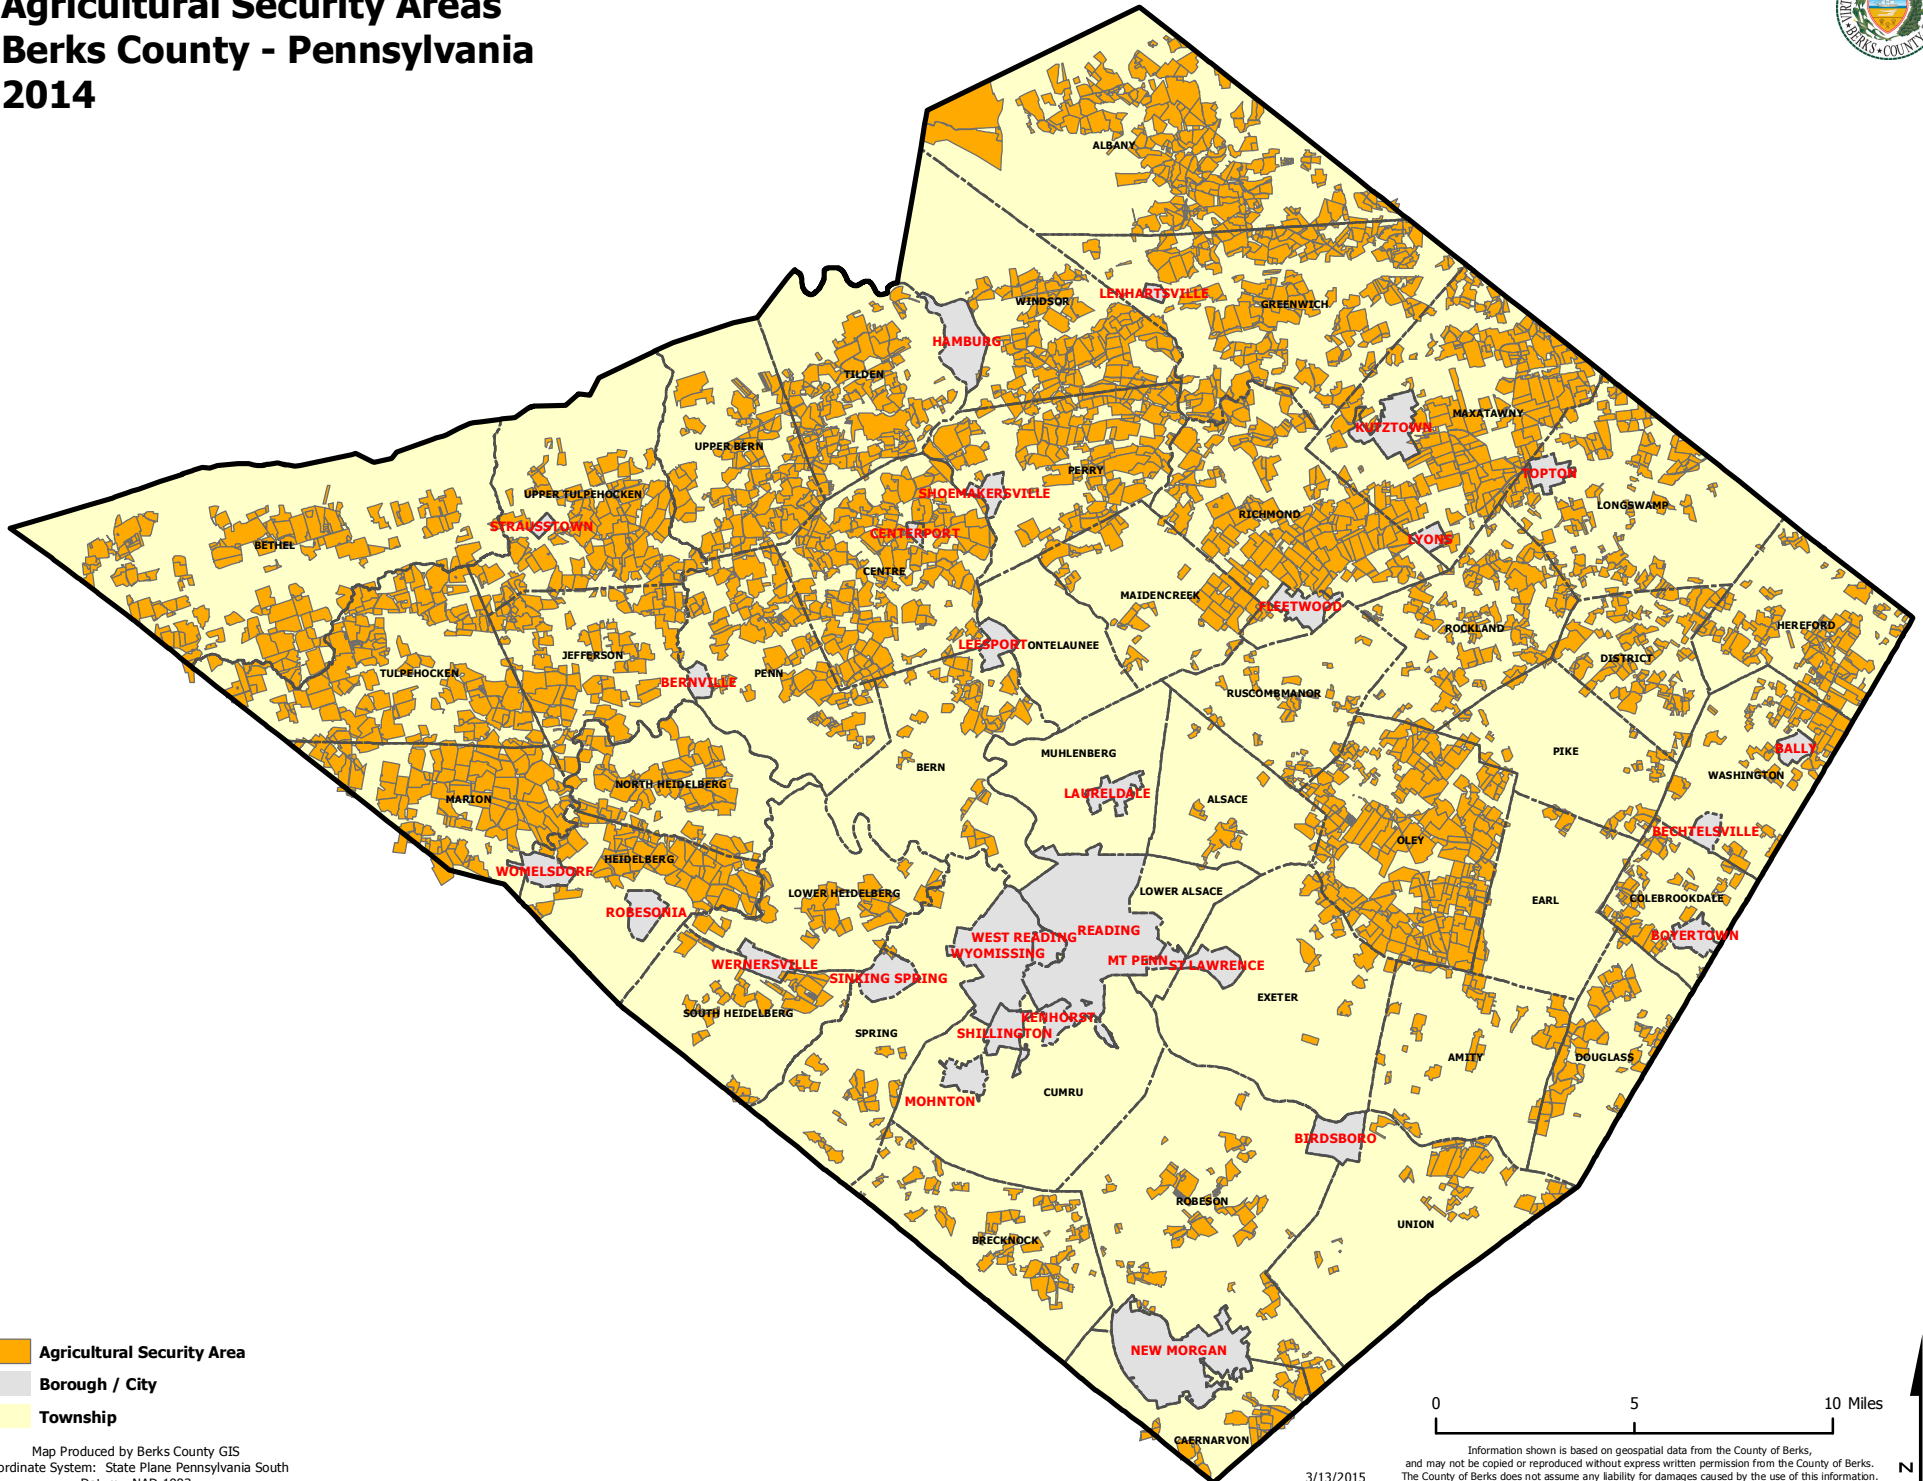 Agricultural Security Areas
Berks County - Pennsylvania
2014
BERKS COUNTY
ALBANY
WINDSOR
LENHARTSVILLE
GREENWICH
HAMBURG
TILDEN
MAXATAWNY
KUTZTOWN
UPPER BERN
PERRY
TOPTON
UPPER TULPEHOCKEN
SHOEMAKERSVILLE
LONGSWAMP
RICHMOND
STRAUSSTOWN
CENTERPORT
LYONS
BETHEL
CENTRE
MAIDENCREEK
FLEETWOOD
HEREFORD
ROCKLAND
LEESPORT
ONTELAUNEE
JEFFERSON
DISTRICT
TULPEHOCKEN
PENN
BERNVILLE
RUSCOMBMANOR
MUHLENBERG
PIKE
BALLY
BERN
WASHINGTON
NORTH HEIDELBERG
LAURELDALE
MARION
ALSACE
BECHTELSVILLE
OLEY
HEIDELBERG
WOMELSDORF
LOWER HEIDELBERG
LOWER ALSACE
EARL
COLEBROOKDALE
ROBESONIA
READING
WEST READING
BOYERTOWN
WYOMISSING
MT PENN
ST LAWRENCE
WERNERSVILLE
SINKING SPRING
EXETER
SOUTH HEIDELBERG
KENHORST
SPRING
SHILLINGTON
AMITY
DOUGLASS
CUMRU
MOHNTON
BIRDSBORO
ROBESON
UNION
BRECKNOCK
NEW MORGAN
CAERNARVON
Agricultural Security Area
Borough / City
Township
Map Produced by Berks County GIS
ordinate System: State Plane Pennsylvania South
0 5 10 Miles
Information shown is based on geospatial data from the County of Berks,
and may not be copied or reproduced without express written permission from the County of Berks.
The County of Berks does not assume any liability for damages caused by the use of this information.
3/13/2015
N